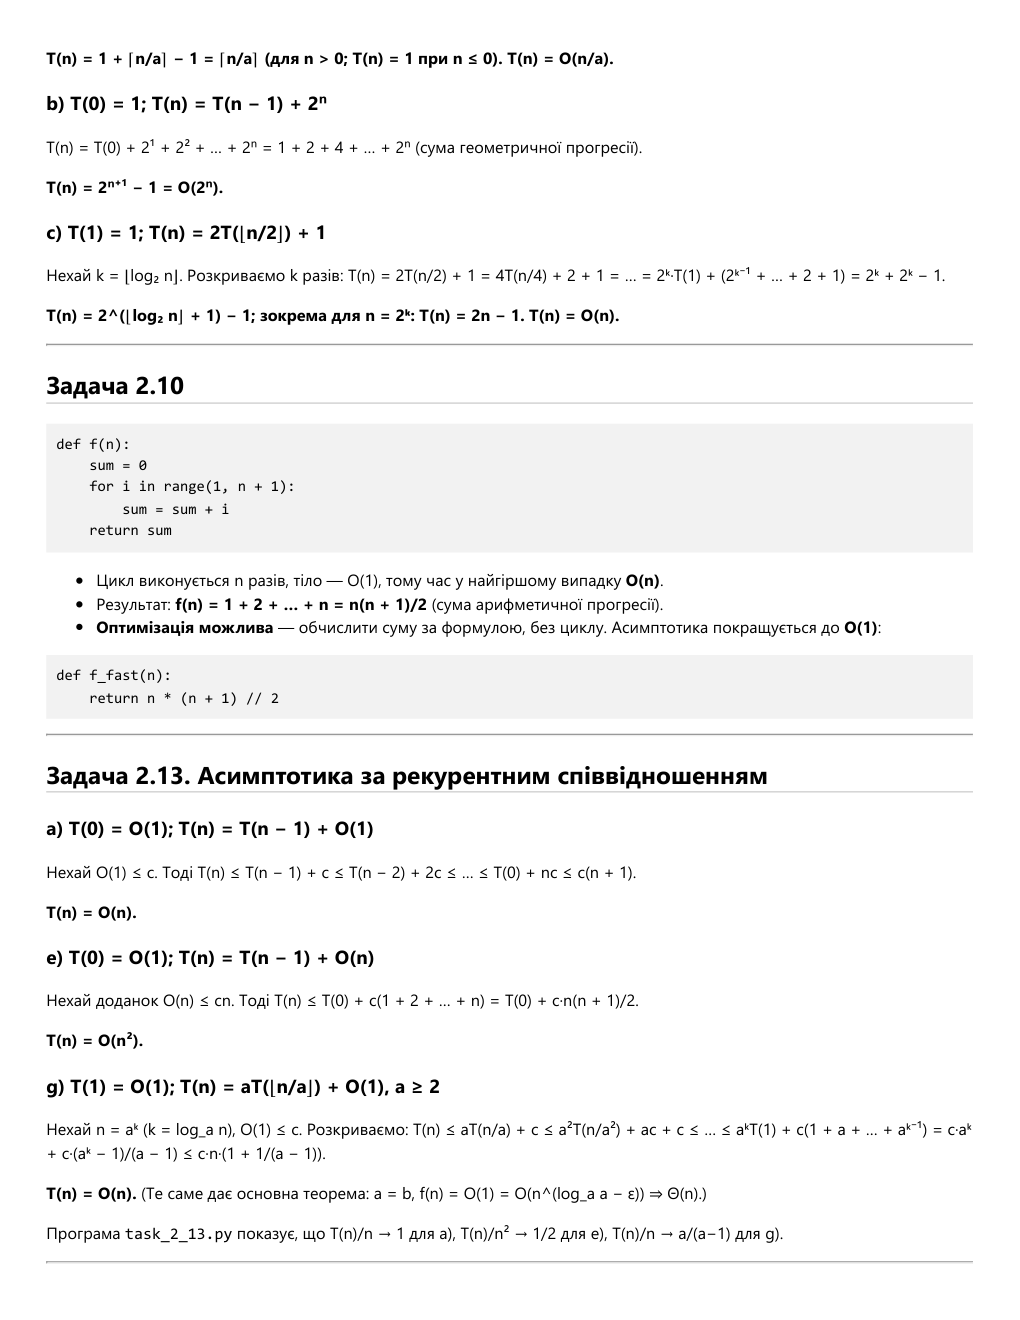 T(n) = 1 + ⌈n/a⌉ − 1 = ⌈n/a⌉ (для n > 0; T(n) = 1 при n ≤ 0). T(n) = O(n/a).
b) T(0) = 1; T(n) = T(n − 1) + 2ⁿ
T(n) = T(0) + 2¹ + 2² + ... + 2ⁿ = 1 + 2 + 4 + ... + 2ⁿ (сума геометричної прогресії).
T(n) = 2ⁿ⁺¹ − 1 = O(2ⁿ).
c) T(1) = 1; T(n) = 2T(⌊n/2⌋) + 1
Нехай k = ⌊log₂ n⌋. Розкриваємо k разів: T(n) = 2T(n/2) + 1 = 4T(n/4) + 2 + 1 = ... = 2ᵏ·T(1) + (2ᵏ⁻¹ + ... + 2 + 1) = 2ᵏ + 2ᵏ − 1.
T(n) = 2^(⌊log₂ n⌋ + 1) − 1; зокрема для n = 2ᵏ: T(n) = 2n − 1. T(n) = O(n).
Задача 2.10
def f(n):
    sum = 0
    for i in range(1, n + 1):
        sum = sum + i
    return sum
• Цикл виконується n разів, тіло — O(1), тому час у найгіршому випадку O(n).
• Результат: f(n) = 1 + 2 + ... + n = n(n + 1)/2 (сума арифметичної прогресії).
• Оптимізація можлива — обчислити суму за формулою, без циклу. Асимптотика покращується до O(1):
def f_fast(n):
    return n * (n + 1) // 2
Задача 2.13. Асимптотика за рекурентним співвідношенням
a) T(0) = O(1); T(n) = T(n − 1) + O(1)
Нехай O(1) ≤ c. Тоді T(n) ≤ T(n − 1) + c ≤ T(n − 2) + 2c ≤ ... ≤ T(0) + nc ≤ c(n + 1).
T(n) = O(n).
e) T(0) = O(1); T(n) = T(n − 1) + O(n)
Нехай доданок O(n) ≤ cn. Тоді T(n) ≤ T(0) + c(1 + 2 + ... + n) = T(0) + c·n(n + 1)/2.
T(n) = O(n²).
g) T(1) = O(1); T(n) = aT(⌊n/a⌋) + O(1), a ≥ 2
Нехай n = aᵏ (k = log_a n), O(1) ≤ c. Розкриваємо: T(n) ≤ aT(n/a) + c ≤ a²T(n/a²) + ac + c ≤ ... ≤ aᵏT(1) + c(1 + a + ... + aᵏ⁻¹) = c·aᵏ
+ c·(aᵏ − 1)/(a − 1) ≤ c·n·(1 + 1/(a − 1)).
T(n) = O(n). (Те саме дає основна теорема: a = b, f(n) = O(1) = O(n^(log_a a − ε)) ⇒ Θ(n).)
Програма task_2_13.py показує, що T(n)/n → 1 для a), T(n)/n² → 1/2 для e), T(n)/n → a/(a−1) для g).